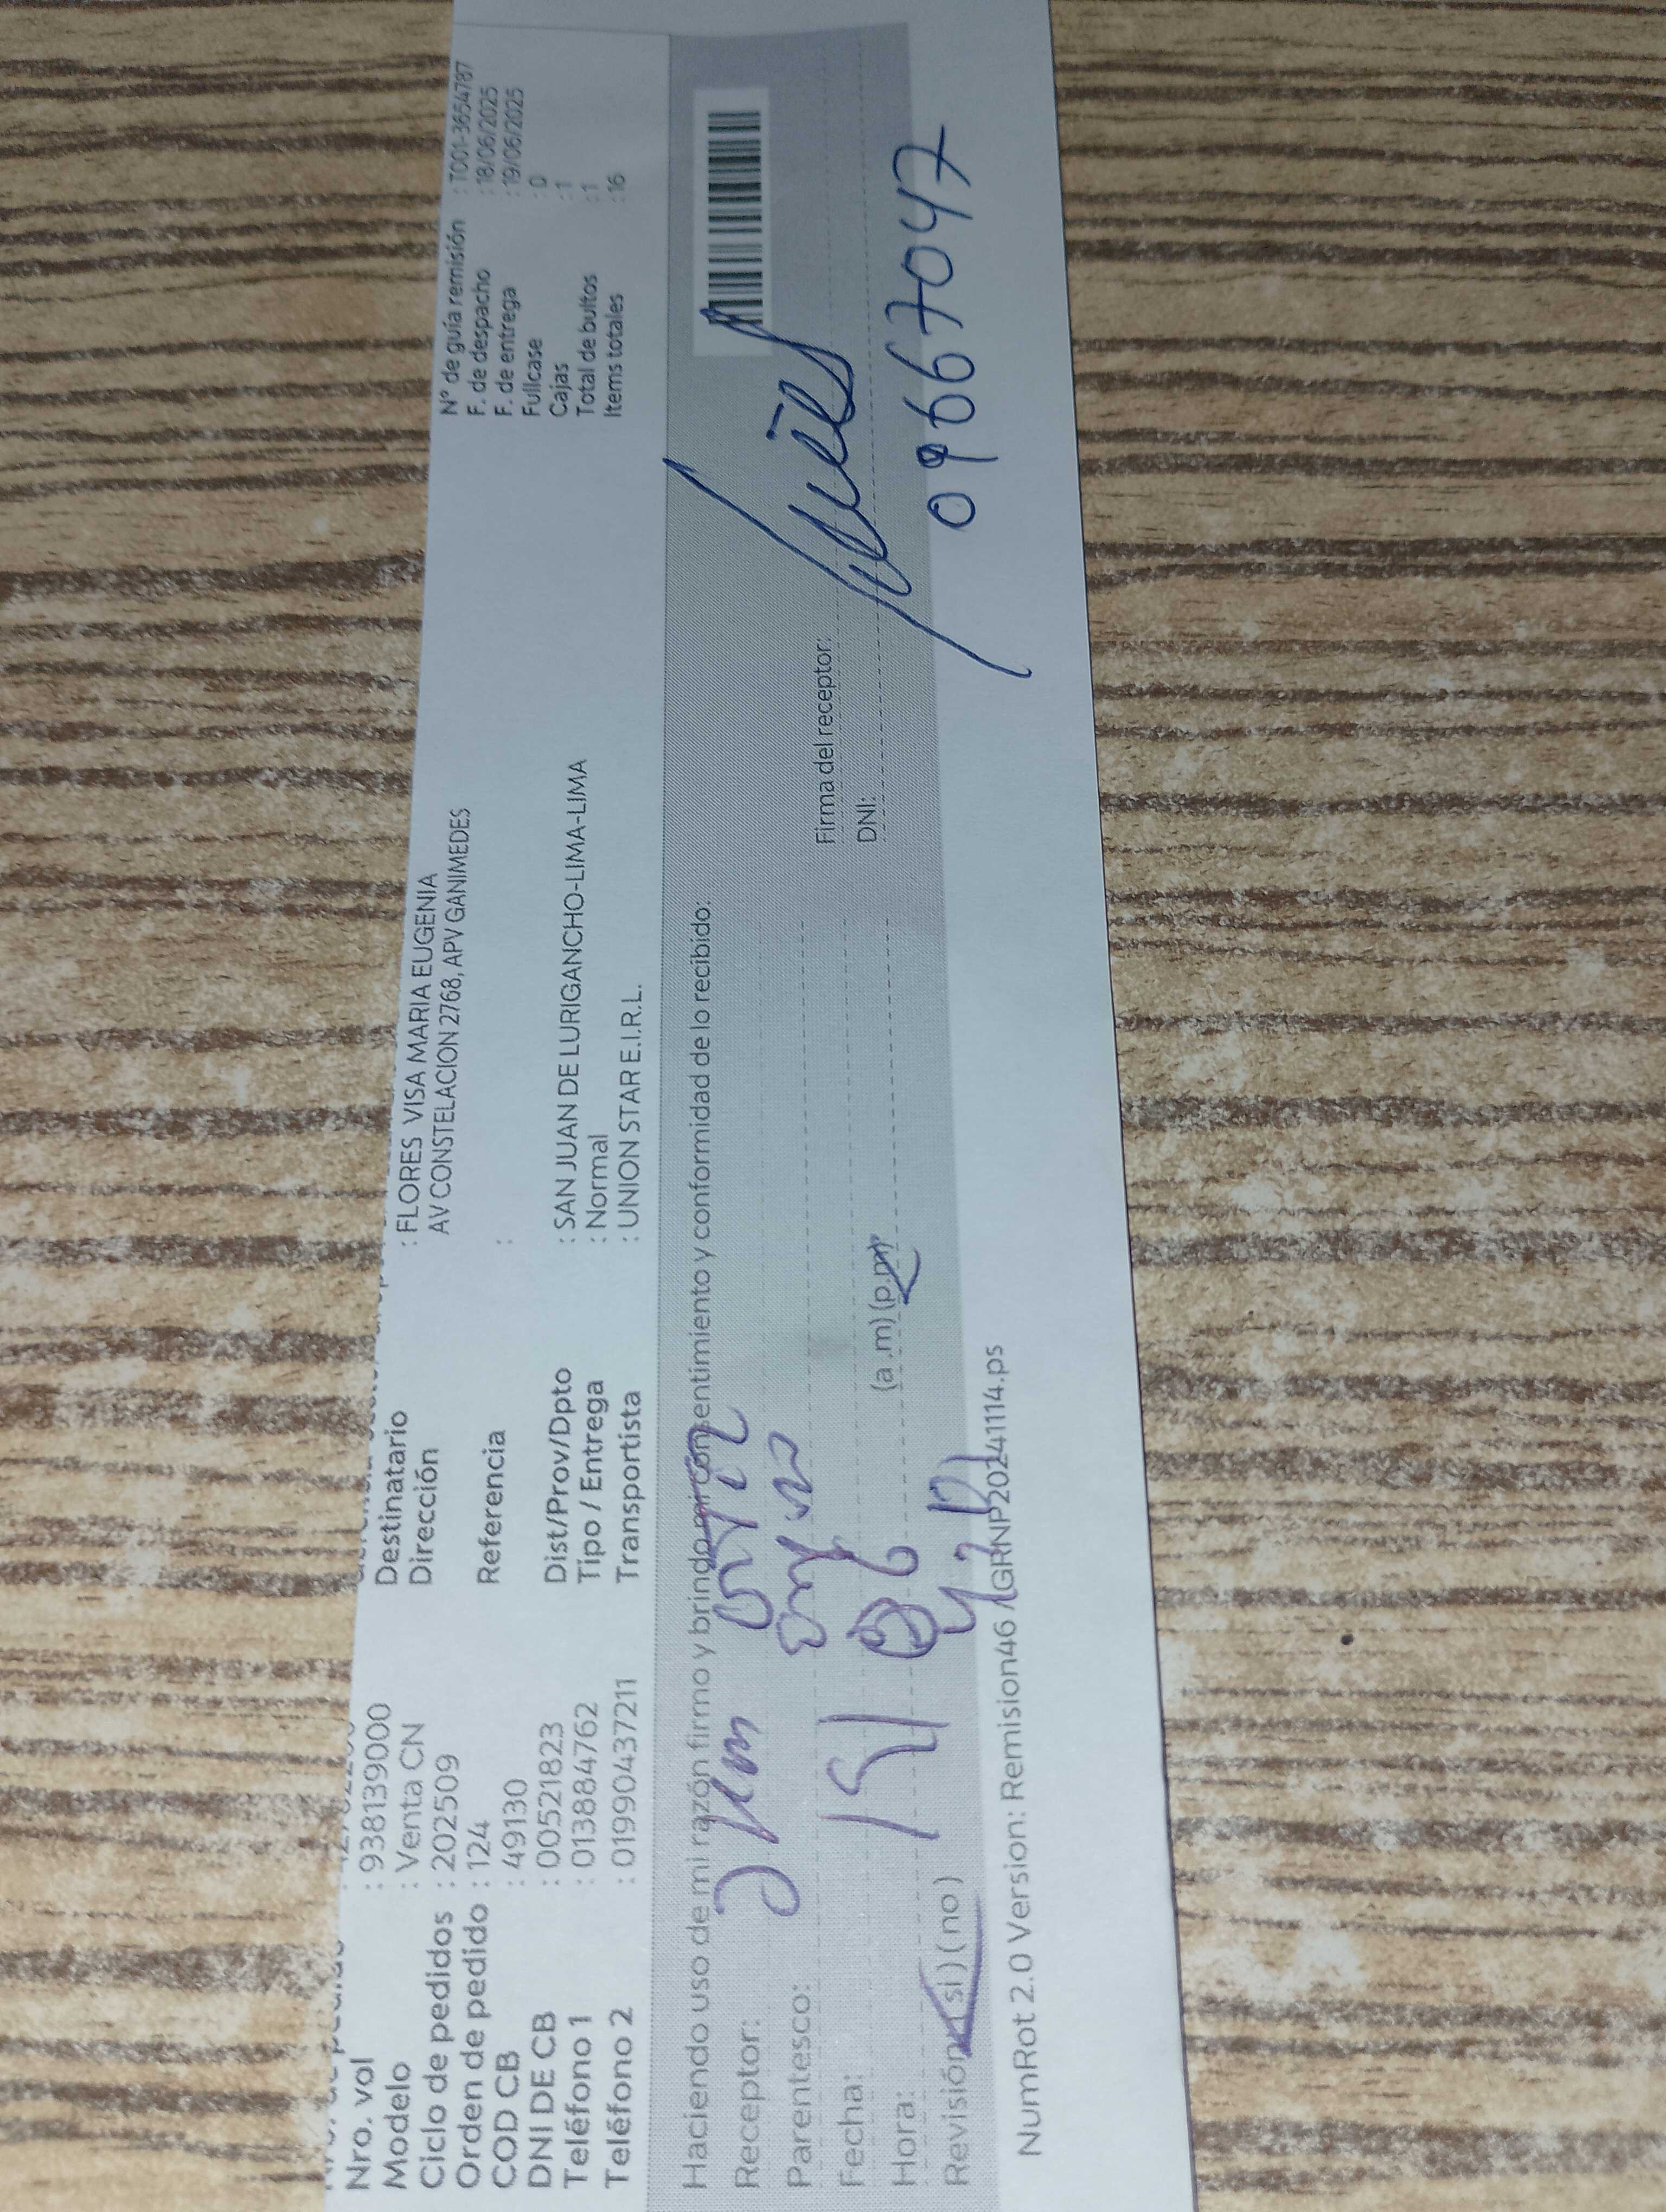 Nro. vol : 938139000
Modelo : Venta CN
Ciclo de pedidos : 202509
Orden de pedido : 124
COD CB : 49130
DNI DE CB : 00521823
Teléfono 1 : 013884762
Teléfono 2 : 01990437211
Destinatario : FLORES VISA MARIA EUGENIA
Dirección AV CONSTELACION 2768, APV GANIMEDES
Referencia :
Dist/Prov/Dpto : SAN JUAN DE LURIGANCHO-LIMA-LIMA
Tipo / Entrega : Normal
Transportista : UNION STAR E.I.R.L.
N° de guía remisión : T001-3654787
F. de despacho : 18/06/2025
F. de entrega : 19/06/2025
Fullcase : 0
Cajas : 1
Total de bultos : 1
Items totales : 16
Haciendo uso de mi razón firmo y brindo mi consentimiento y conformidad de lo recibido:
Receptor:
Parentesco:
Fecha:
Hora: (a.m) (p.m)
Revisión ( si ) ( no )
Firma del receptor:
DNI: 09667047
NumRot 2.0 Version: Remision46 /GRNP20241114.ps